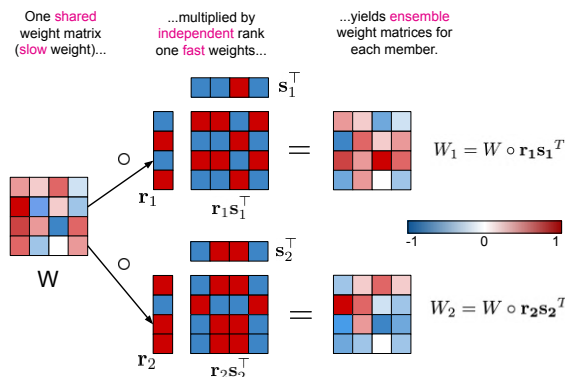 One shared
weight matrix
(slow weight)...
...multiplied by
independent rank
one fast weights...
...yields ensemble
weight matrices for
each member.
s₁⊤
∘
r₁
r₁s₁⊤
=
W₁ = W ∘ r₁s₁ᵀ
W
-1 0 1
∘
s₂⊤
r₂
r₂s₂⊤
=
W₂ = W ∘ r₂s₂ᵀ